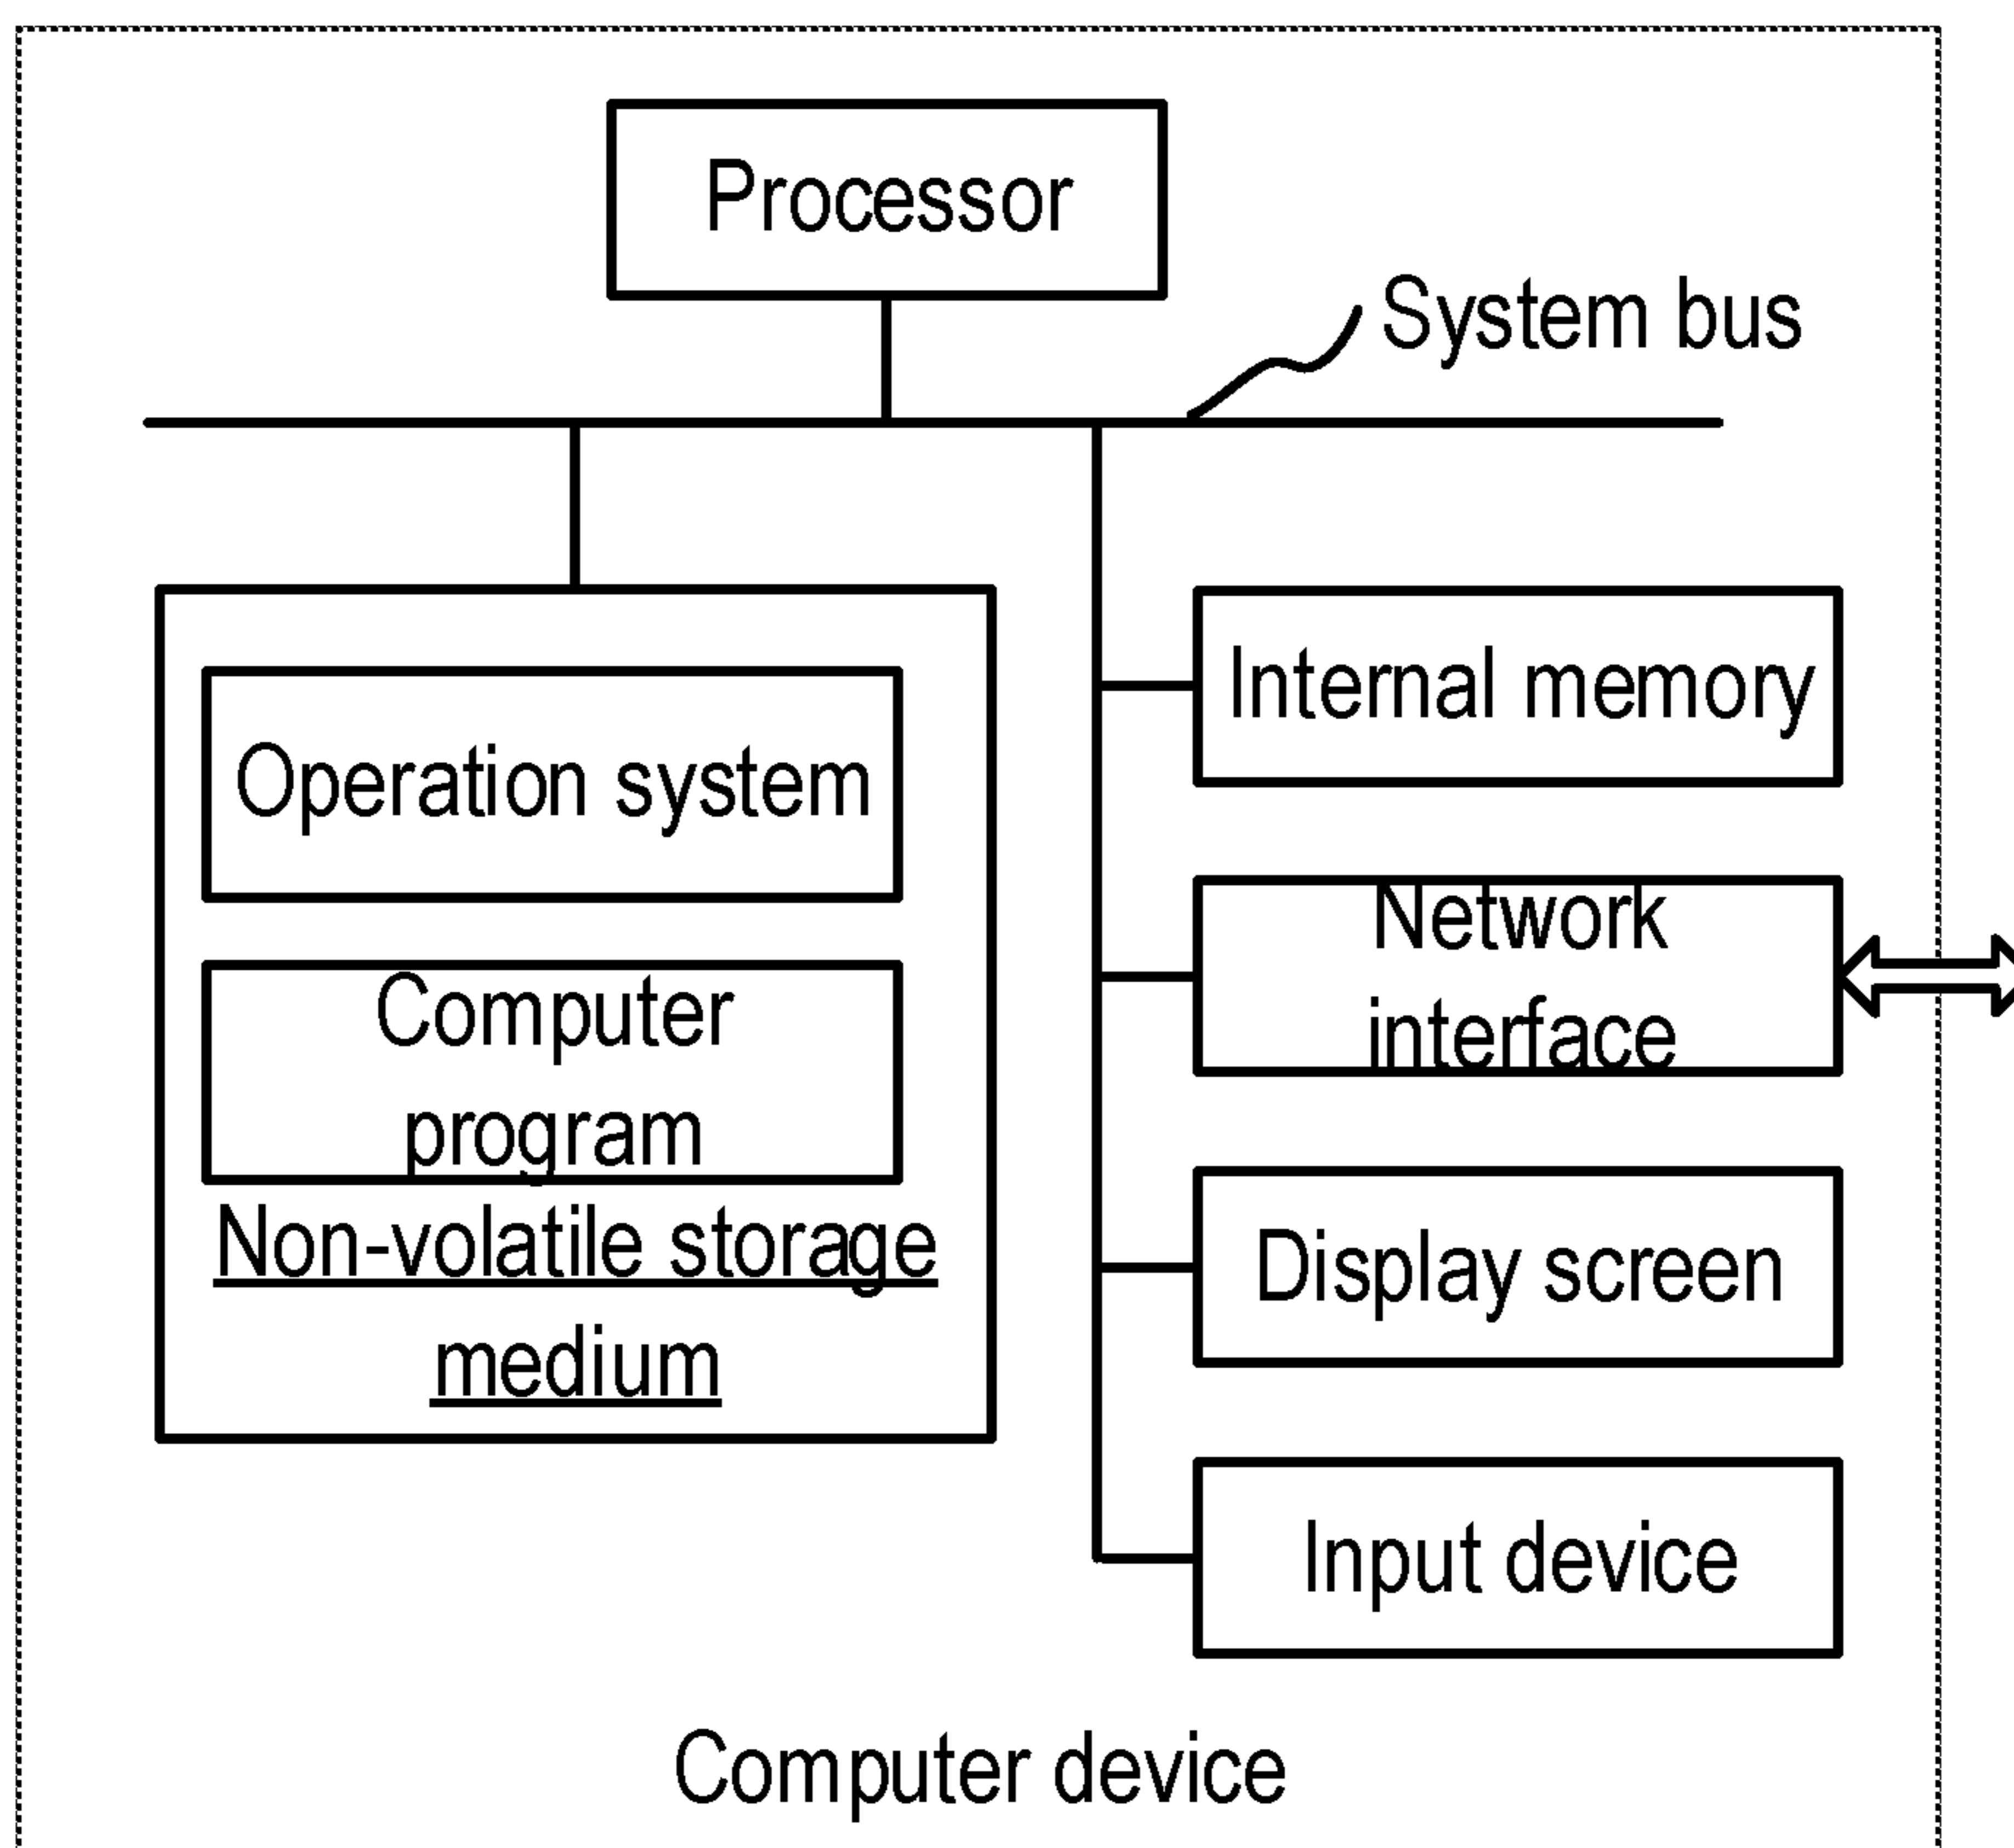 Processor
System bus
Operation system
Computer
program
Non-volatile storage
medium
Internal memory
Network
interface
Display screen
Input device
Computer device